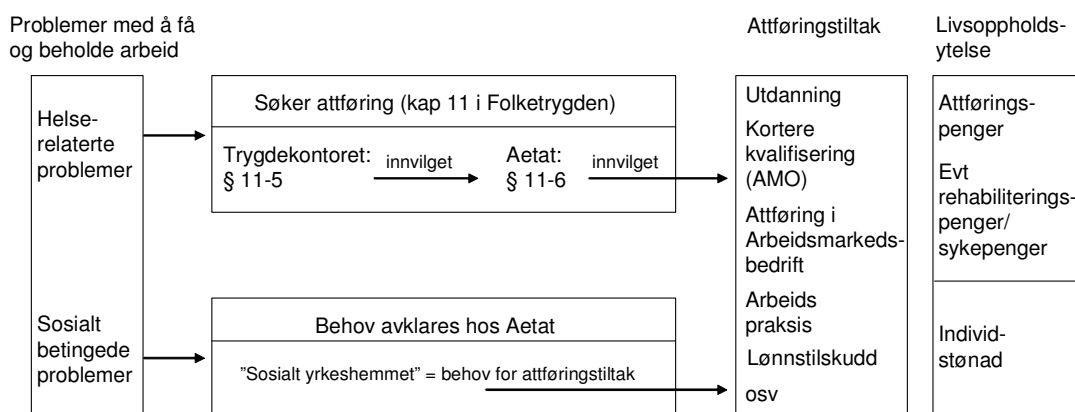 Problemer med å få
og beholde arbeid
Helse-
relaterte
problemer
Sosialt
betingede
problemer
Søker attføring (kap 11 i Folketrygden)
Trygdekontoret:
§ 11-5
innvilget
Aetat:
§ 11-6
innvilget
Behov avklares hos Aetat
”Sosialt yrkeshemmet” = behov for attføringstiltak
Attføringstiltak
Utdanning
Kortere
kvalifisering
(AMO)
Attføring i
Arbeidsmarkeds-
bedrift
Arbeids
praksis
Lønnstilskudd
osv
Livsoppholds-
ytelse
Attførings-
penger
Evt
rehabiliterings-
penger/
sykepenger
Individ-
stønad